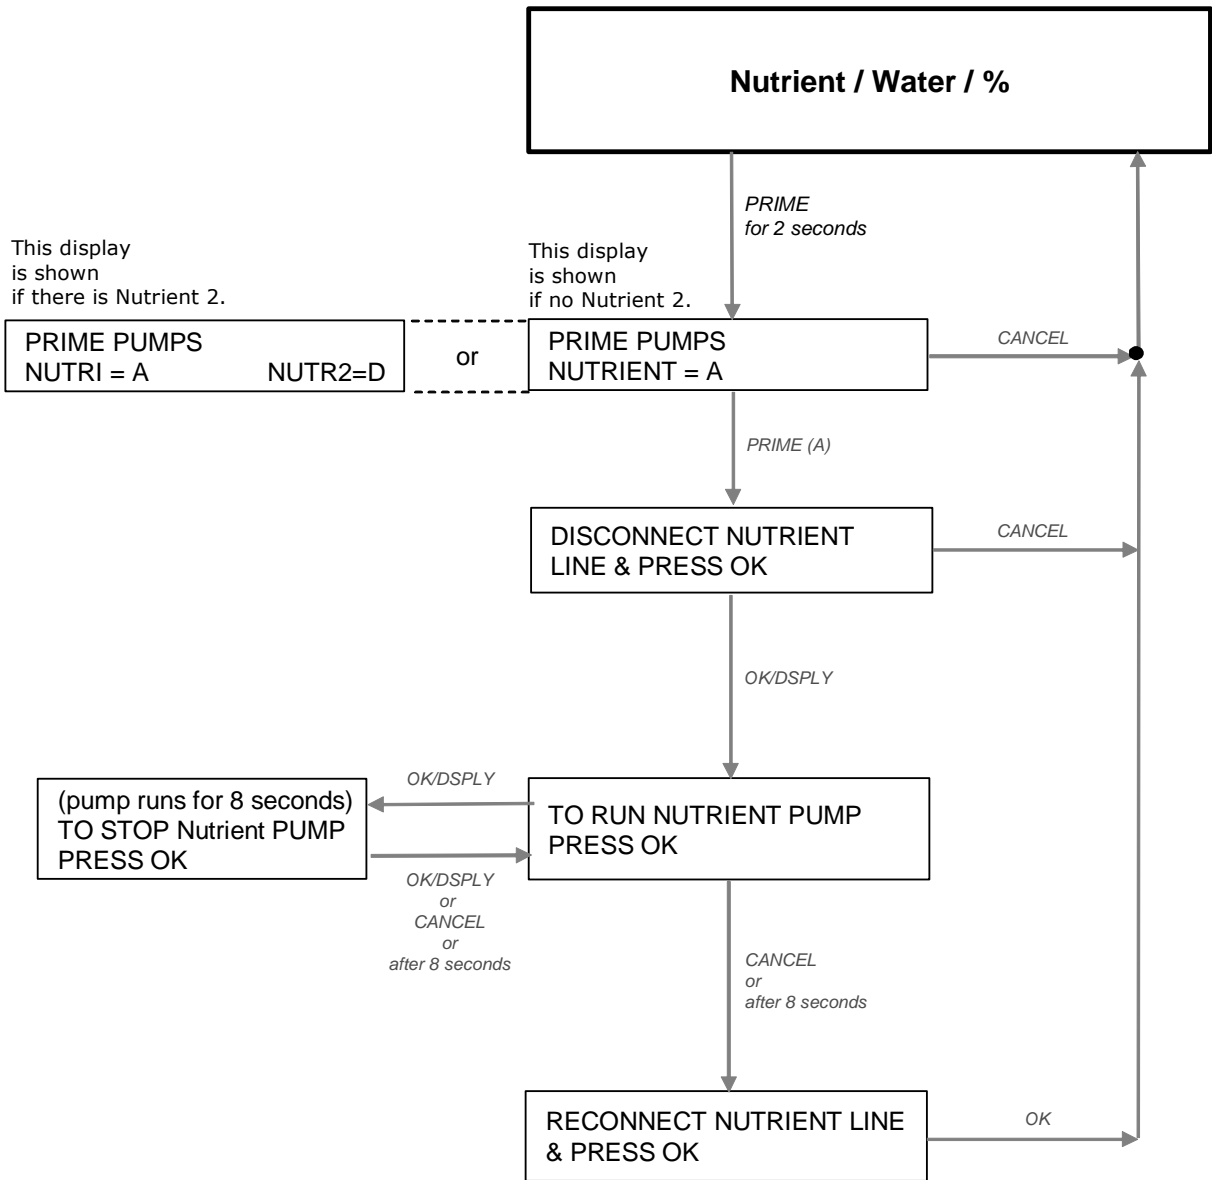 Nutrient / Water / %
PRIME
for 2 seconds
This display
is shown
if there is Nutrient 2.
This display
is shown
if no Nutrient 2.
PRIME PUMPS
NUTRI = A NUTR2=D
or
PRIME PUMPS
NUTRIENT = A
CANCEL
PRIME (A)
DISCONNECT NUTRIENT
LINE & PRESS OK
CANCEL
OK/DSPLY
(pump runs for 8 seconds)
TO STOP Nutrient PUMP
PRESS OK
OK/DSPLY
TO RUN NUTRIENT PUMP
PRESS OK
OK/DSPLY
or
CANCEL
or
after 8 seconds
CANCEL
or
after 8 seconds
RECONNECT NUTRIENT LINE
& PRESS OK
OK